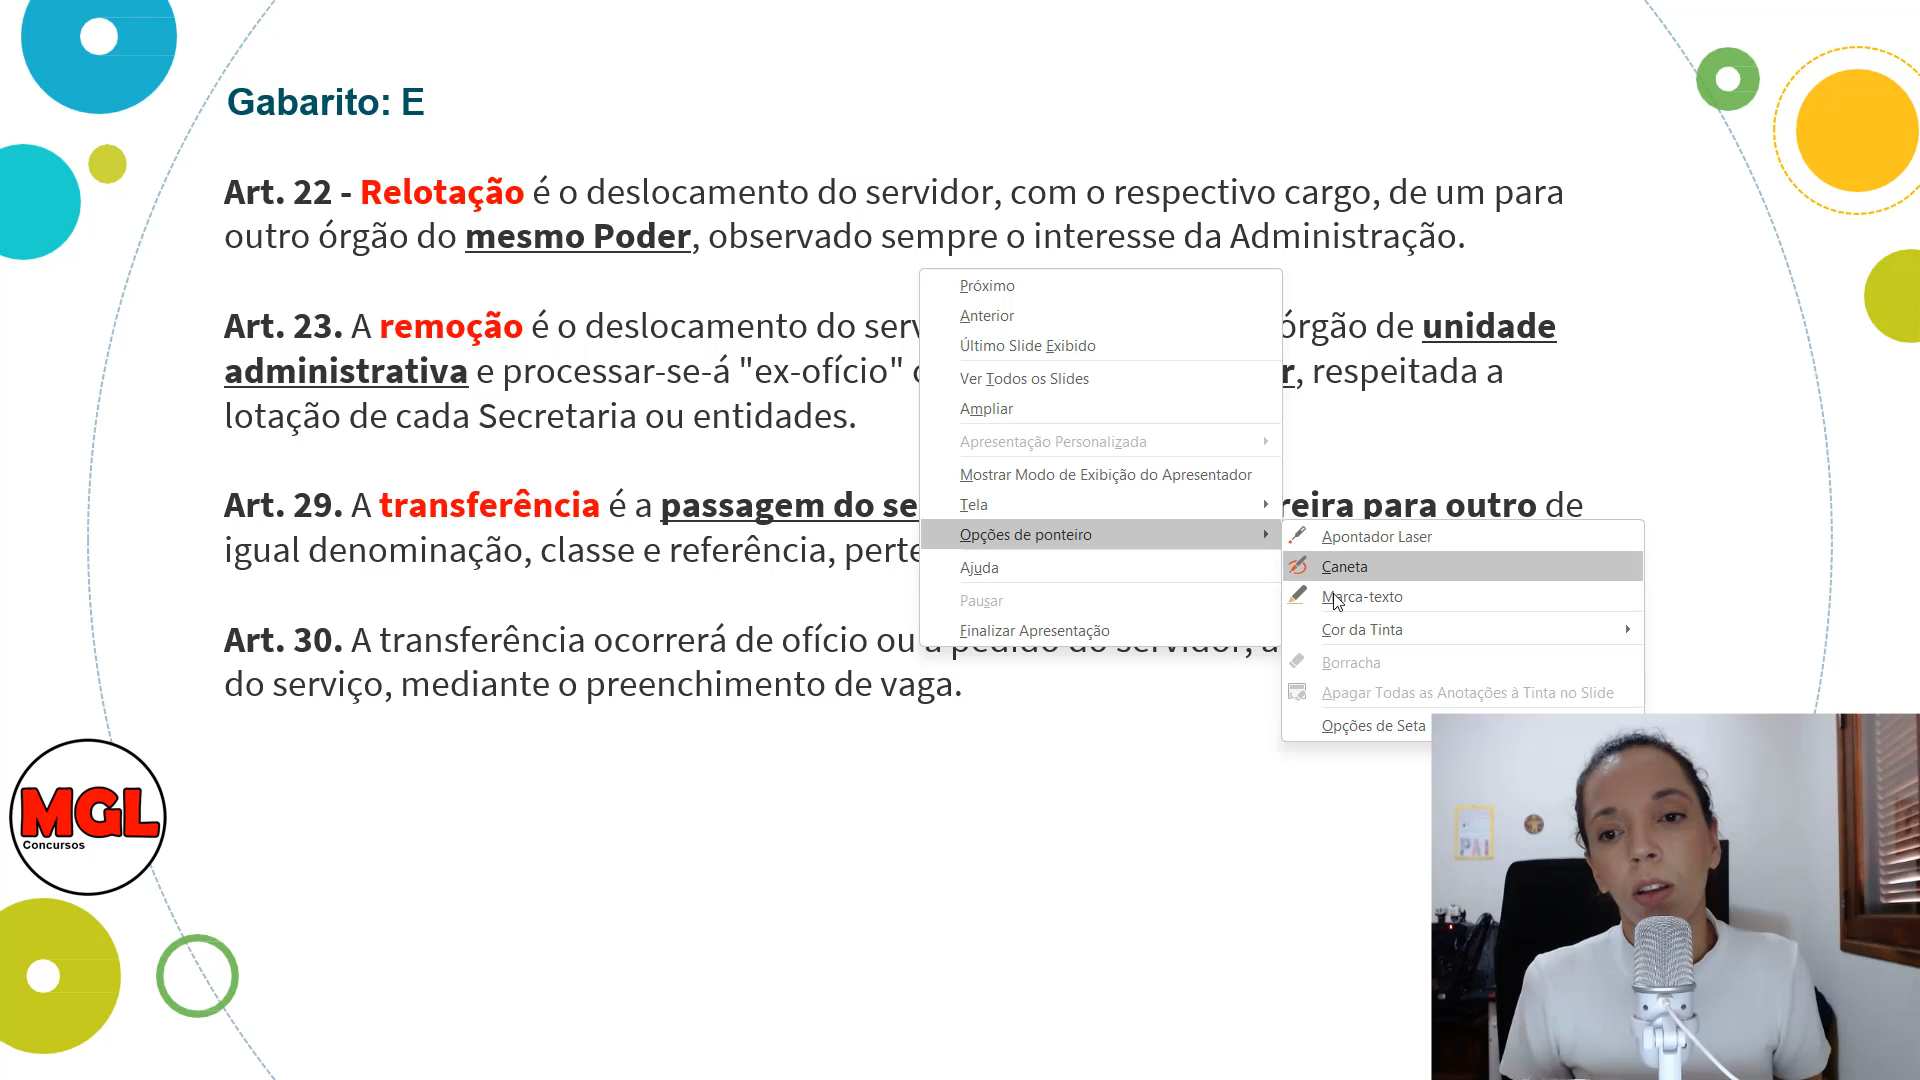 Gabarito: E
Art. 22 - Relotação é o deslocamento do servidor, com o respectivo cargo, de um para
outro órgão do mesmo Poder, observado sempre o interesse da Administração.
Art. 23. A remoção é o deslocamento do serv órgão de unidade
administrativa e processar-se-á "ex-ofício" r, respeitada a
lotação de cada Secretaria ou entidades.
Art. 29. A transferência é a passagem do se reira para outro de
igual denominação, classe e referência, perte
Art. 30. A transferência ocorrerá de ofício ou a pedido do servidor, a
do serviço, mediante o preenchimento de vaga.
Próximo
Anterior
Último Slide Exibido
Ver Todos os Slides
Ampliar
Apresentação Personalizada
Mostrar Modo de Exibição do Apresentador
Tela
Opções de ponteiro
Ajuda
Pausar
Finalizar Apresentação
Apontador Laser
Caneta
Marca-texto
Cor da Tinta
Borracha
Apagar Todas as Anotações à Tinta no Slide
Opções de Seta
MGL
Concursos
PAI